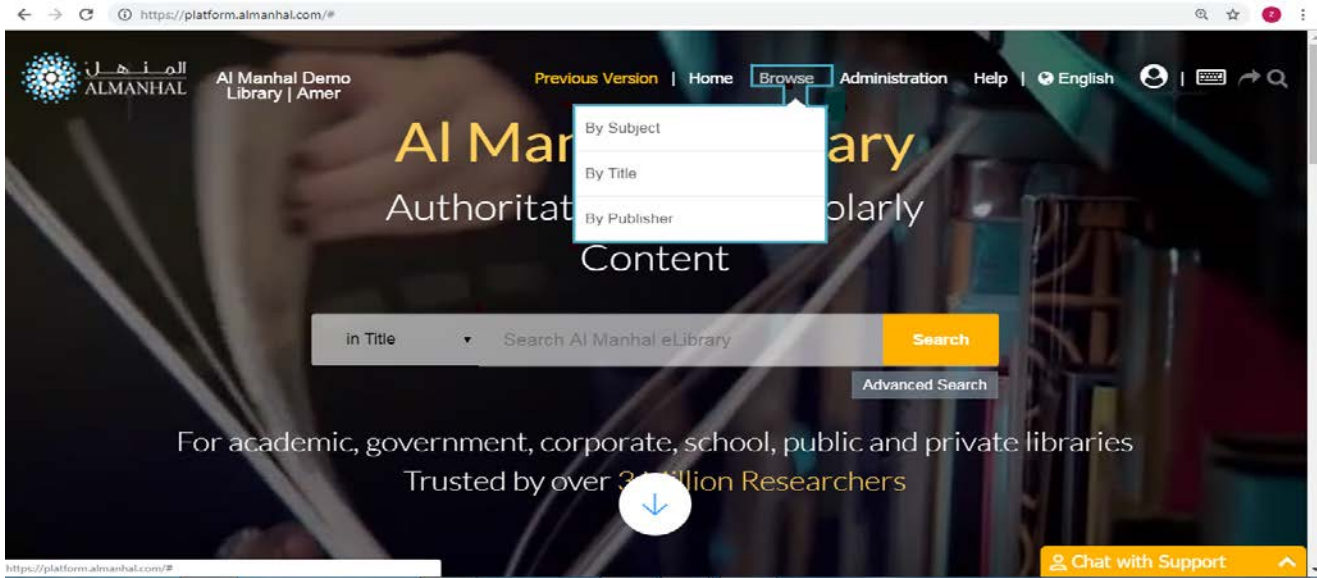 https://platform.almanhal.com/#
المنهل
ALMANHAL
Al Manhal Demo
Library | Amer
Previous Version | Home Browse Administration Help | English
By Subject
By Title
By Publisher
Al Mar ary
Authoritat olarly
Content
in Title
Search Al Manhal eLibrary
Search
Advanced Search
For academic, government, corporate, school, public and private libraries
Trusted by over 3 Million Researchers
Chat with Support
https://platform.almanhal.com/#